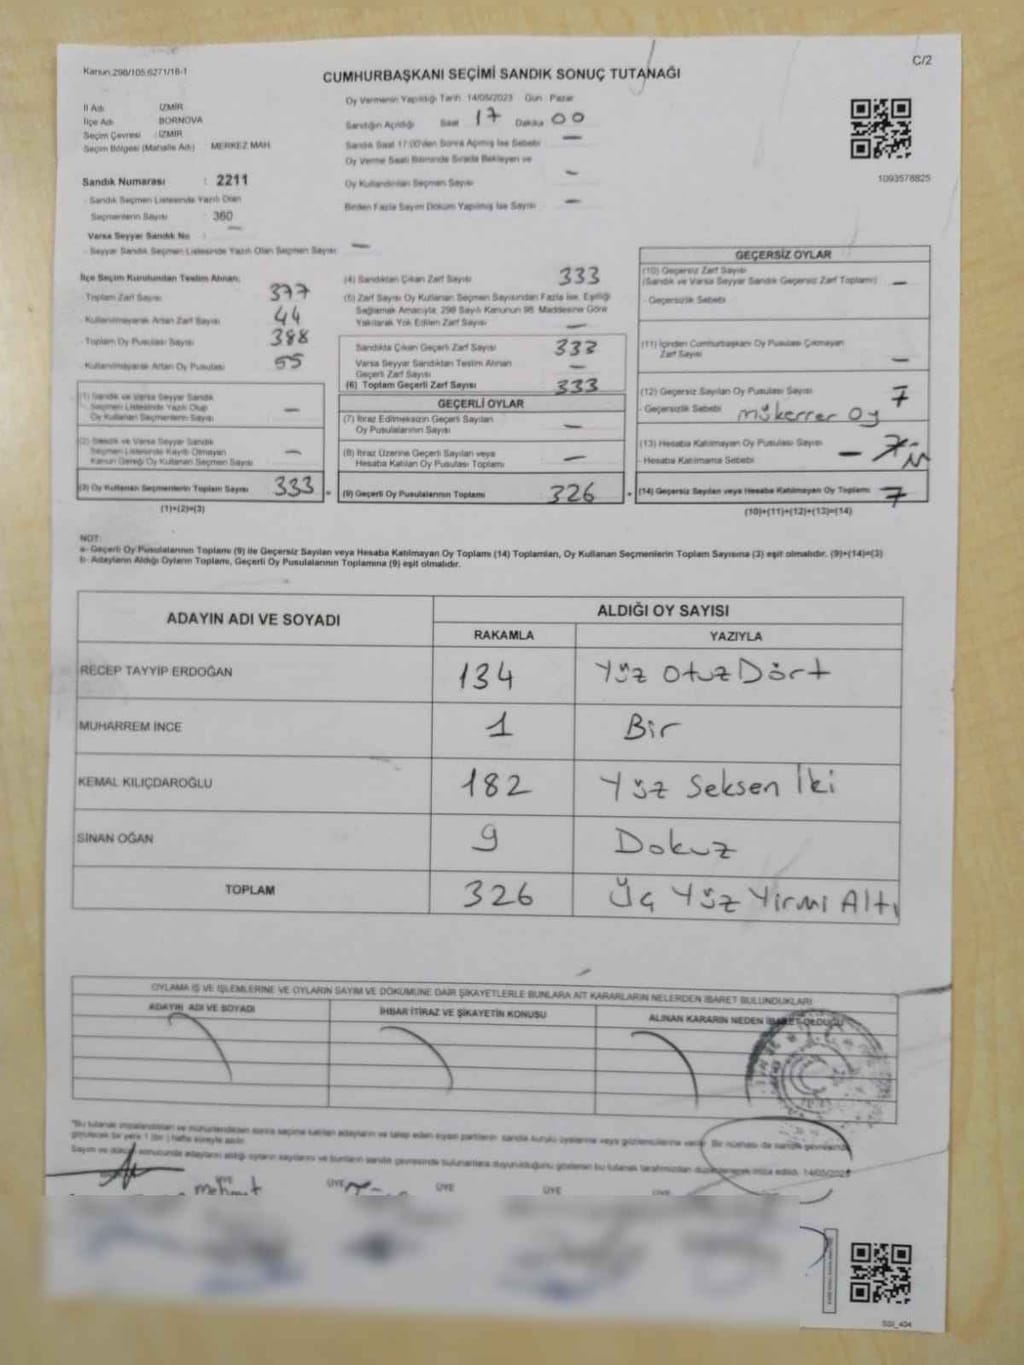 Kanun,298/105,6271/18-1
C/2
CUMHURBAŞKANI SEÇİMİ SANDIK SONUÇ TUTANAĞI
İl Adı : İZMİR
İlçe Adı BORNOVA
Seçim Çevresi : İZMİR
Seçim Bölgesi (Mahalle Adı) MERKEZ MAH.
Sandık Numarası : 2211
Sandık Seçmen Listesinde Yazılı Olan
Seçmenlerin Sayısı 360
Varsa Seyyar Sandık No : —
- Seyyar Sandık Seçmen Listesinde Yazılı Olan Seçmen Sayısı —
Oy Vermenin Yapıldığı Tarih 14/05/2023 Gün : Pazar
Sandığın Açıldığı Saat 17 Dakika 00
Sandık Saat 17:00'den Sonra Açılmış İse Sebebi —
Oy Verme Saati Bitiminde Sırada Bekleyen ve
Oy Kullandırılan Seçmen Sayısı —
Birden Fazla Sayım Döküm Yapılmış İse Sayısı —
1093578825
İlçe Seçim Kurulundan Teslim Alınan;
Toplam Zarf Sayısı 377
- Kullanılmayarak Artan Zarf Sayısı 44
Toplam Oy Pusulası Sayısı 388
- Kullanılmayarak Artan Oy Pusulası 55
(1) Sandık ve Varsa Seyyar Sandık
Seçmen Listesinde Yazılı Olup
Oy Kullanan Seçmenlerin Sayısı —
(2) Sandık ve Varsa Seyyar Sandık
Seçmen Listesinde Kayıtlı Olmayan
Kanun Gereği Oy Kullanan Seçmen Sayısı —
(3) Oy Kullanan Seçmenlerin Toplam Sayısı 333
(1)+(2)=(3)
(4) Sandıktan Çıkan Zarf Sayısı 333
(5) Zarf Sayısı Oy Kullanan Seçmen Sayısından Fazla İse, Eşitliği
Sağlamak Amacıyla, 298 Sayılı Kanunun 98. Maddesine Göre
Yakılarak Yok Edilen Zarf Sayısı —
Sandıkta Çıkan Geçerli Zarf Sayısı 333
Varsa Seyyar Sandıktan Teslim Alınan
Geçerli Zarf Sayısı —
(6) Toplam Geçerli Zarf Sayısı 333
GEÇERLİ OYLAR
(7) İtiraz Edilmeksizin Geçerli Sayılan
Oy Pusulalarının Sayısı —
(8) İtiraz Üzerine Geçerli Sayılan veya
Hesaba Katılan Oy Pusulası Toplamı —
(9) Geçerli Oy Pusulalarının Toplamı 326
GEÇERSİZ OYLAR
(10) Geçersiz Zarf Sayısı
(Sandık ve Varsa Seyyar Sandık Geçersiz Zarf Toplamı) —
- Geçersizlik Sebebi
(11) İçinden Cumhurbaşkanı Oy Pusulası Çıkmayan
Zarf Sayısı —
(12) Geçersiz Sayılan Oy Pusulası Sayısı 7
- Geçersizlik Sebebi mükerrer oy
(13) Hesaba Katılmayan Oy Pusulası Sayısı —
- Hesaba Katılmama Sebebi
(14) Geçersiz Sayılan veya Hesaba Katılmayan Oy Toplamı 7
(10)+(11)+(12)+(13)=(14)
NOT:
a- Geçerli Oy Pusulalarının Toplamı (9) ile Geçersiz Sayılan veya Hesaba Katılmayan Oy Toplamı (14) Toplamları, Oy Kullanan Seçmenlerin Toplam Sayısına (3) eşit olmalıdır. (9)+(14)=(3)
b- Adayların Aldığı Oyların Toplamı, Geçerli Oy Pusulalarının Toplamına (9) eşit olmalıdır.
ADAYIN ADI VE SOYADI ALDIĞI OY SAYISI
RAKAMLA YAZIYLA
RECEP TAYYİP ERDOĞAN 134 Yüz Otuz Dört
MUHARREM İNCE 1 Bir
KEMAL KILIÇDAROĞLU 182 Yüz Seksen İki
SİNAN OĞAN 9 Dokuz
TOPLAM 326 Üç Yüz Yirmi Altı
OYLAMA İŞ VE İŞLEMLERİNE VE OYLARIN SAYIM VE DÖKÜMÜNE DAİR ŞİKAYETLERLE BUNLARA AİT KARARLARIN NELERDEN İBARET BULUNDUKLARI
ADAYIN ADI VE SOYADI İHBAR İTİRAZ VE ŞİKAYETİN KONUSU ALINAN KARARIN NEDEN İBARET OLDUĞU
"Bu tutanak imzalandıktan ve mühürlendikten sonra seçime katılan adayların ve talep eden siyasi partilerin sandık kurulu üyelerine veya gözlemcilerine verilir. Bir nüshası da sandık çevresinde
görülecek bir yere 1 (bir) hafta süreyle asılır.
Sayım ve döküm sonucunda adayların aldığı oyların sayılarını ve bunların sandık çevresinde bulunanlara duyurulduğunu gösteren bu tutanak tarafımızdan düzenlenerek imza edildi. 14/05/2023
mehmet ÜYE ÜYE ÜYE ÜYE
SSI_404